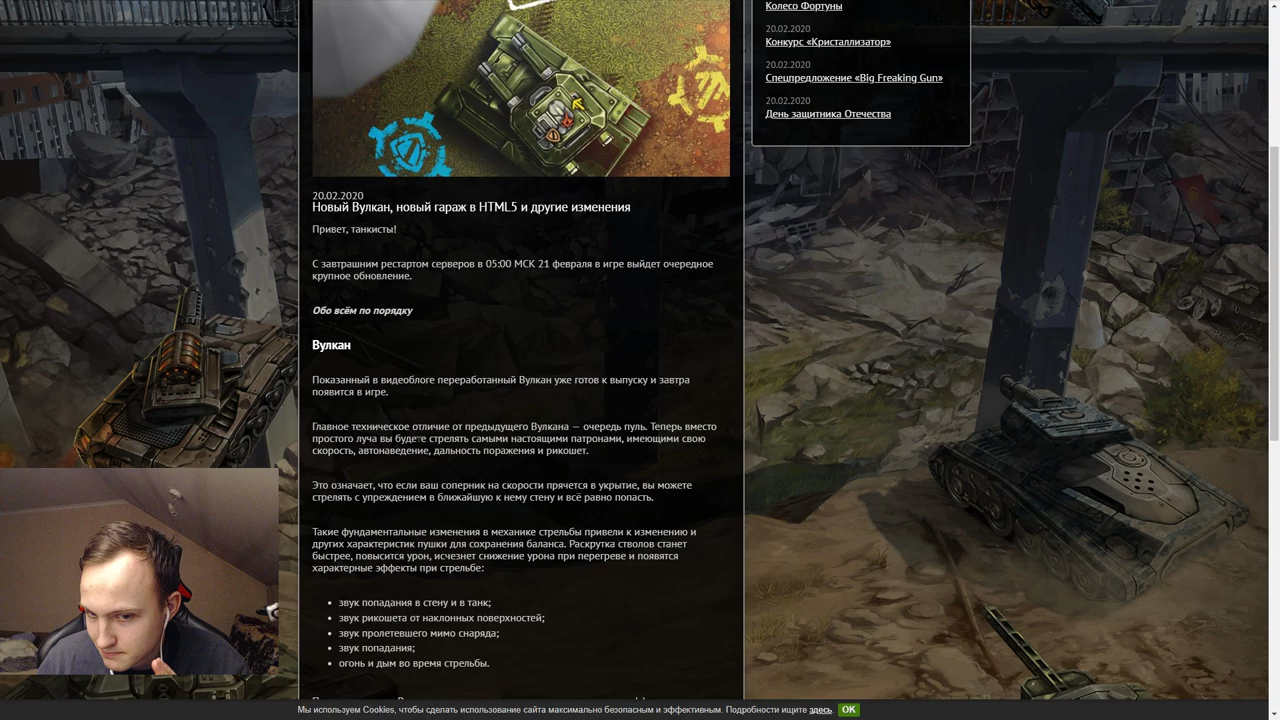 Колесо Фортуны
20.02.2020
Конкурс «Кристаллизатор»
20.02.2020
Спецпредложение «Big Freaking Gun»
20.02.2020
День защитника Отечества
20.02.2020
Новый Вулкан, новый гараж в HTML5 и другие изменения
Привет, танкисты!
С завтрашним рестартом серверов в 05:00 МСК 21 февраля в игре выйдет очередное
крупное обновление.
Обо всём по порядку
Вулкан
Показанный в видеоблоге переработанный Вулкан уже готов к выпуску и завтра
появится в игре.
Главное техническое отличие от предыдущего Вулкана — очередь пуль. Теперь вместо
простого луча вы будете стрелять самыми настоящими патронами, имеющими свою
скорость, автонаведение, дальность поражения и рикошет.
Это означает, что если ваш соперник на скорости прячется в укрытие, вы можете
стрелять с упреждением в ближайшую к нему стену и всё равно попасть.
Такие фундаментальные изменения в механике стрельбы привели к изменению и
других характеристик пушки для сохранения баланса. Раскрутка стволов станет
быстрее, повысится урон, исчезнет снижение урона при перегреве и появятся
характерные эффекты при стрельбе:
• звук попадания в стену и в танк;
• звук рикошета от наклонных поверхностей;
• звук пролетевшего мимо снаряда;
• звук попадания;
• огонь и дым во время стрельбы.
Мы используем Cookies, чтобы сделать использование сайта максимально безопасным и эффективным. Подробности ищите здесь. OK